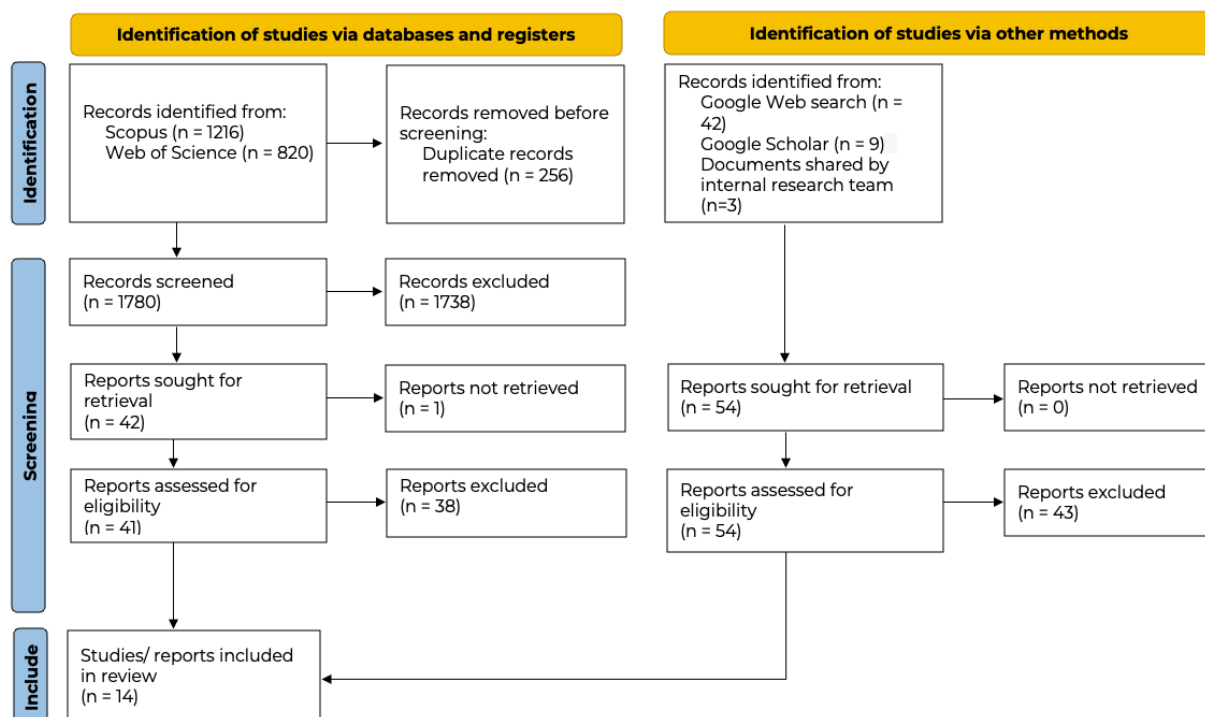 Identification of studies via databases and registers
Identification of studies via other methods
Identification
Records identified from:
Scopus (n = 1216)
Web of Science (n = 820)
Records removed before
screening:
Duplicate records
removed (n = 256)
Records identified from:
Google Web search (n =
42)
Google Scholar (n = 9)
Documents shared by
internal research team
(n=3)
Screening
Records screened
(n = 1780)
Records excluded
(n = 1738)
Reports sought for
retrieval
(n = 42)
Reports not retrieved
(n = 1)
Reports sought for retrieval
(n = 54)
Reports not retrieved
(n = 0)
Reports assessed for
eligibility
(n = 41)
Reports excluded
(n = 38)
Reports assessed for
eligibility
(n = 54)
Reports excluded
(n = 43)
Include
Studies/ reports included
in review
(n = 14)